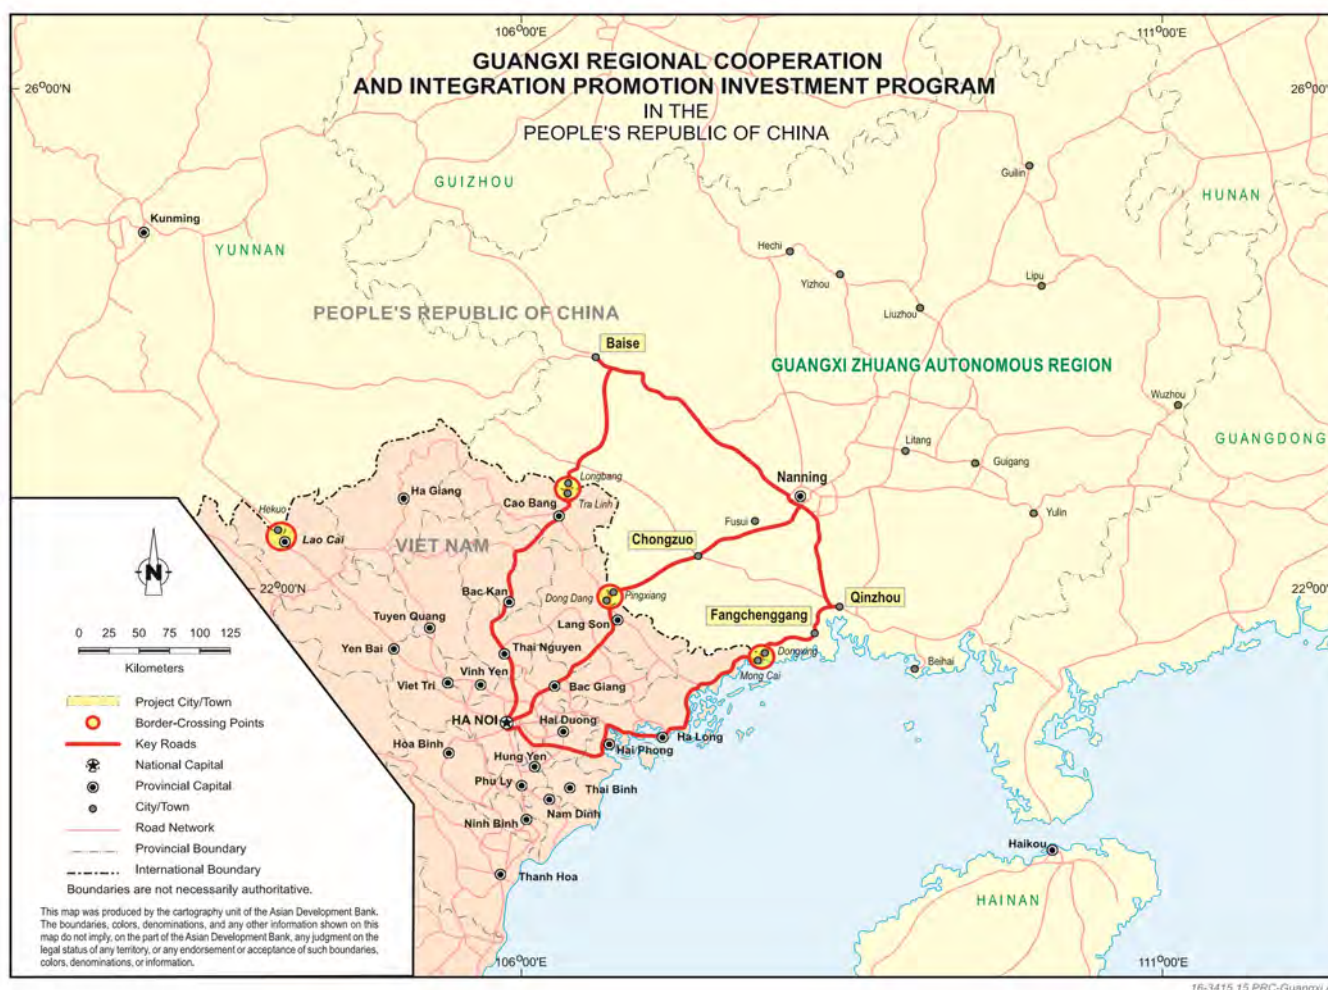 106°00'E
111°00'E
GUANGXI REGIONAL COOPERATION
AND INTEGRATION PROMOTION INVESTMENT PROGRAM
IN THE
PEOPLE'S REPUBLIC OF CHINA
26°00'N
26°00'N
GUIZHOU
Guilin
HUNAN
Kunming
YUNNAN
Hechi
Yizhou
Lipu
Liuzhou
PEOPLE'S REPUBLIC OF CHINA
Baise
GUANGXI ZHUANG AUTONOMOUS REGION
Wuzhou
GUANGDONG
Litang
Guigang
Longbang
Nanning
Ha Giang
Cao Bang
Tra Linh
Hekuo
Lao Cai
Fusui
Yulin
VIET NAM
Chongzuo
22°00'N
22°00'N
Bac Kan
Dong Dang
Pingxiang
Qinzhou
Tuyen Quang
Lang Son
Fangchenggang
Yen Bai
Thai Nguyen
Dongxing
Beihai
Vinh Yen
Mong Cai
Viet Tri
Bac Giang
HA NOI
Hai Duong
Ha Long
Hoa Binh
Hai Phong
Hung Yen
Phu Ly
Thai Binh
Nam Dinh
Ninh Binh
Haikou
Thanh Hoa
HAINAN
N
0 25 50 75 100 125
Kilometers
Project City/Town
Border-Crossing Points
Key Roads
National Capital
Provincial Capital
City/Town
Road Network
Provincial Boundary
International Boundary
Boundaries are not necessarily authoritative.
This map was produced by the cartography unit of the Asian Development Bank.
The boundaries, colors, denominations, and any other information shown on this
map do not imply, on the part of the Asian Development Bank, any judgment on the
legal status of any territory, or any endorsement or acceptance of such boundaries,
colors, denominations, or information.
106°00'E
111°00'E
16-3415 15 PRC-Guangxi